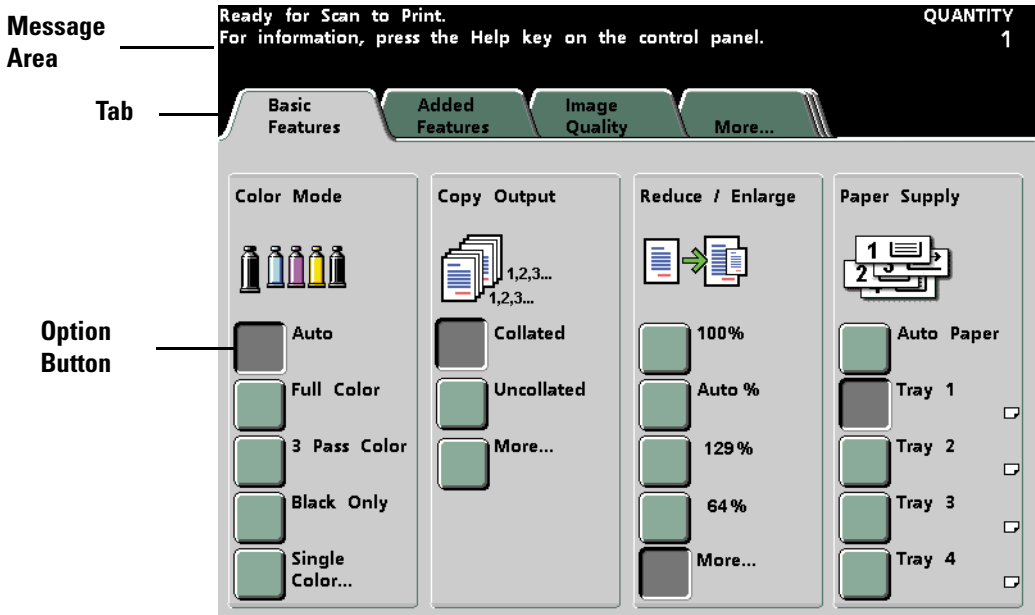 Message
Area
Ready for Scan to Print.
For information, press the Help key on the control panel.
QUANTITY
1
Tab
Basic
Features
Added
Features
Image
Quality
More...
Color Mode
Copy Output
1,2,3...
1,2,3...
Reduce / Enlarge
Paper Supply
1
2
3
Option
Button
Auto
Full Color
3 Pass Color
Black Only
Single
Color...
Collated
Uncollated
More...
100%
Auto %
129%
64%
More...
Auto Paper
Tray 1
Tray 2
Tray 3
Tray 4